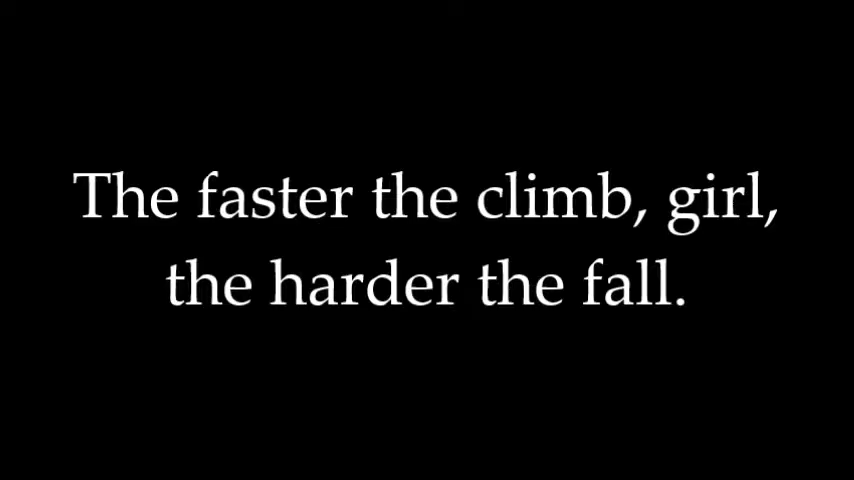 The faster the climb, girl,
the harder the fall.